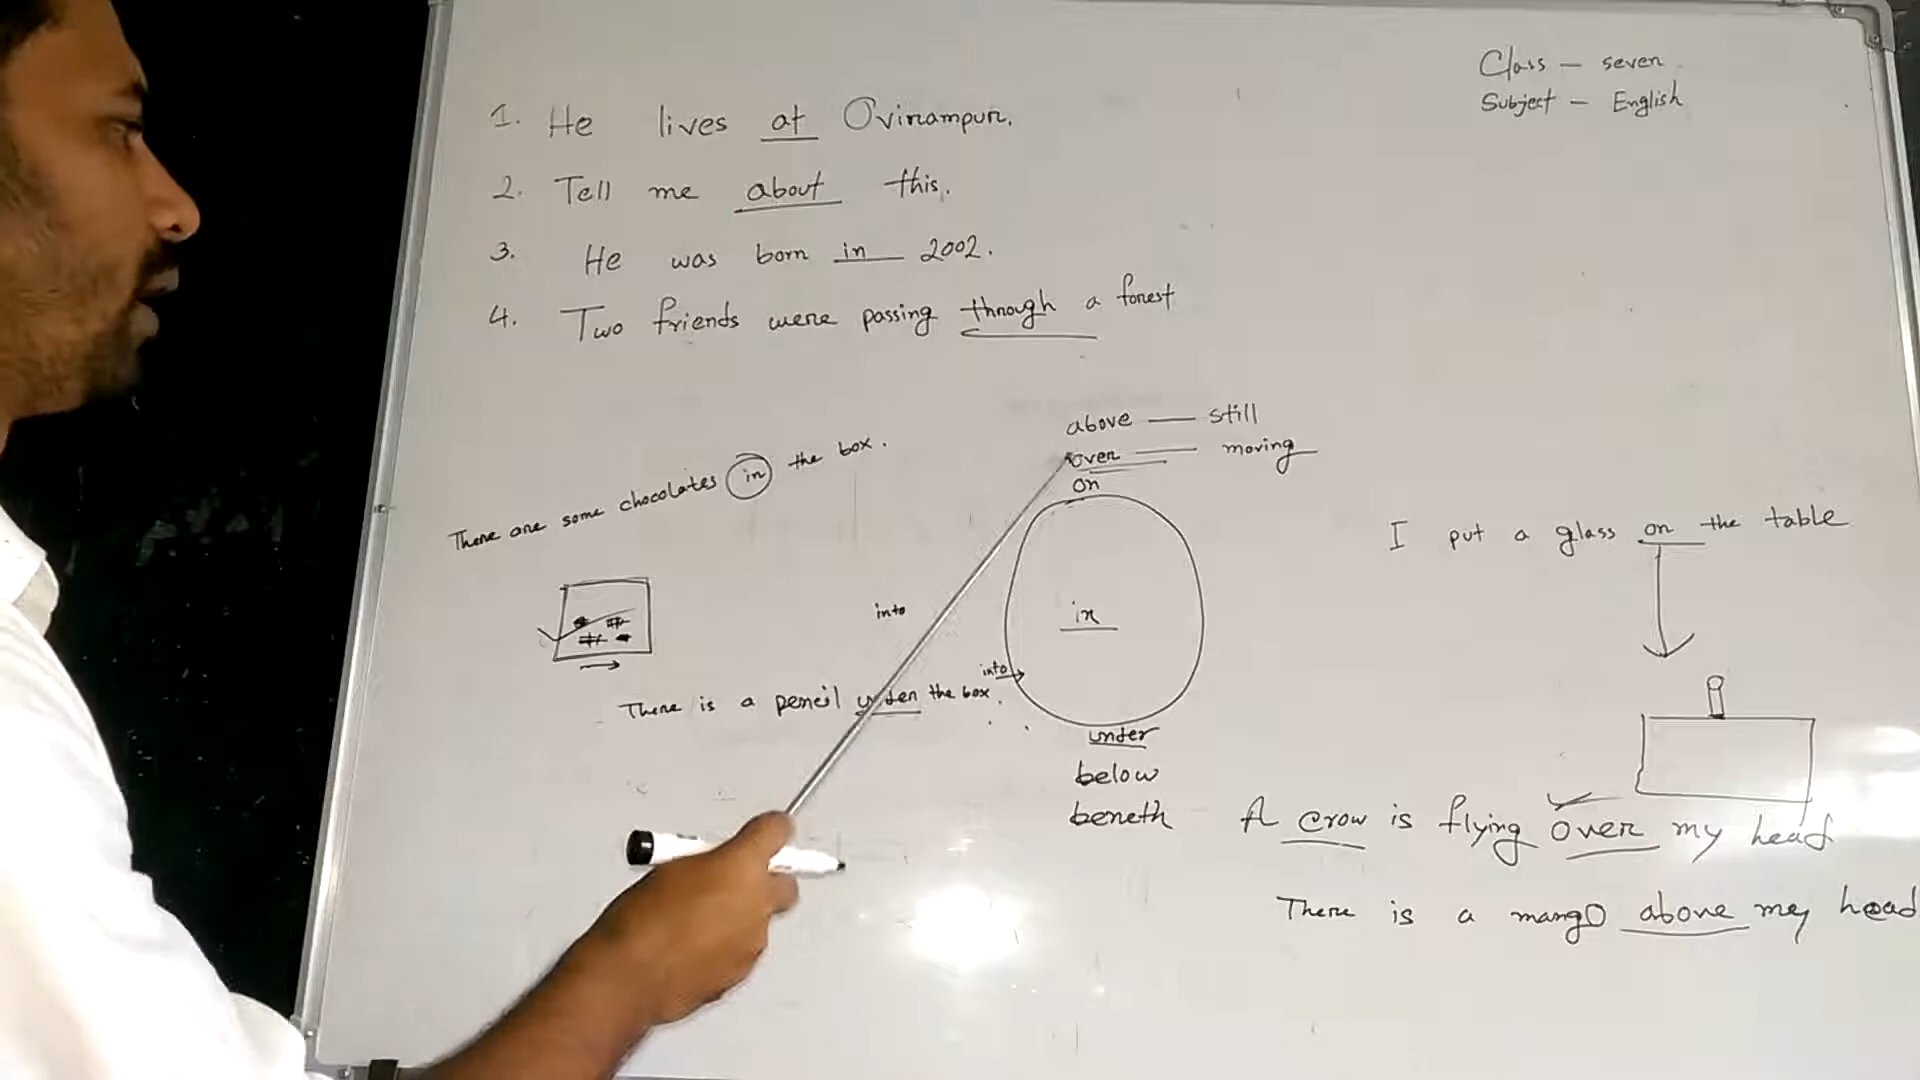 Class - seven
Subject - English
1. He lives at Ovirampur.
2. Tell me about this.
3. He was born in 2002.
4. Two friends were passing through a forest
above - still
over - moving
on
There are some chocolates in the box.
I put a glass on the table
into
in
into
There is a pencil under the box.
under
below
beneth
A crow is flying over my head
There is a mango above my head